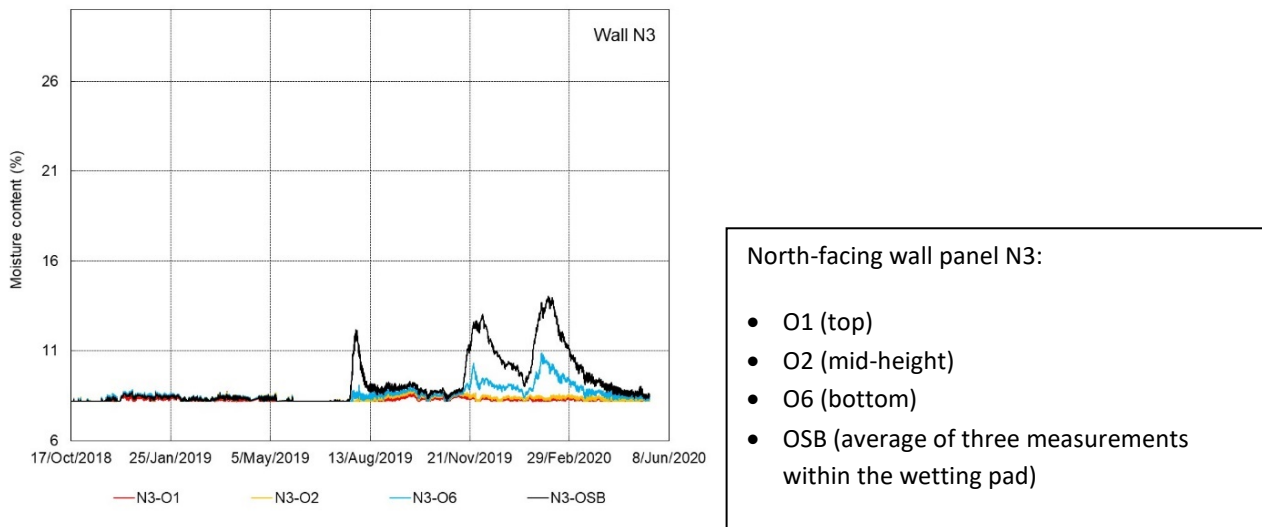 Wall N3
26
21
16
11
6
Moisture content (%)
17/Oct/2018 25/Jan/2019 5/May/2019 13/Aug/2019 21/Nov/2019 29/Feb/2020 8/Jun/2020
N3-O1 N3-O2 N3-O6 N3-OSB
North-facing wall panel N3:
• O1 (top)
• O2 (mid-height)
• O6 (bottom)
• OSB (average of three measurements
within the wetting pad)